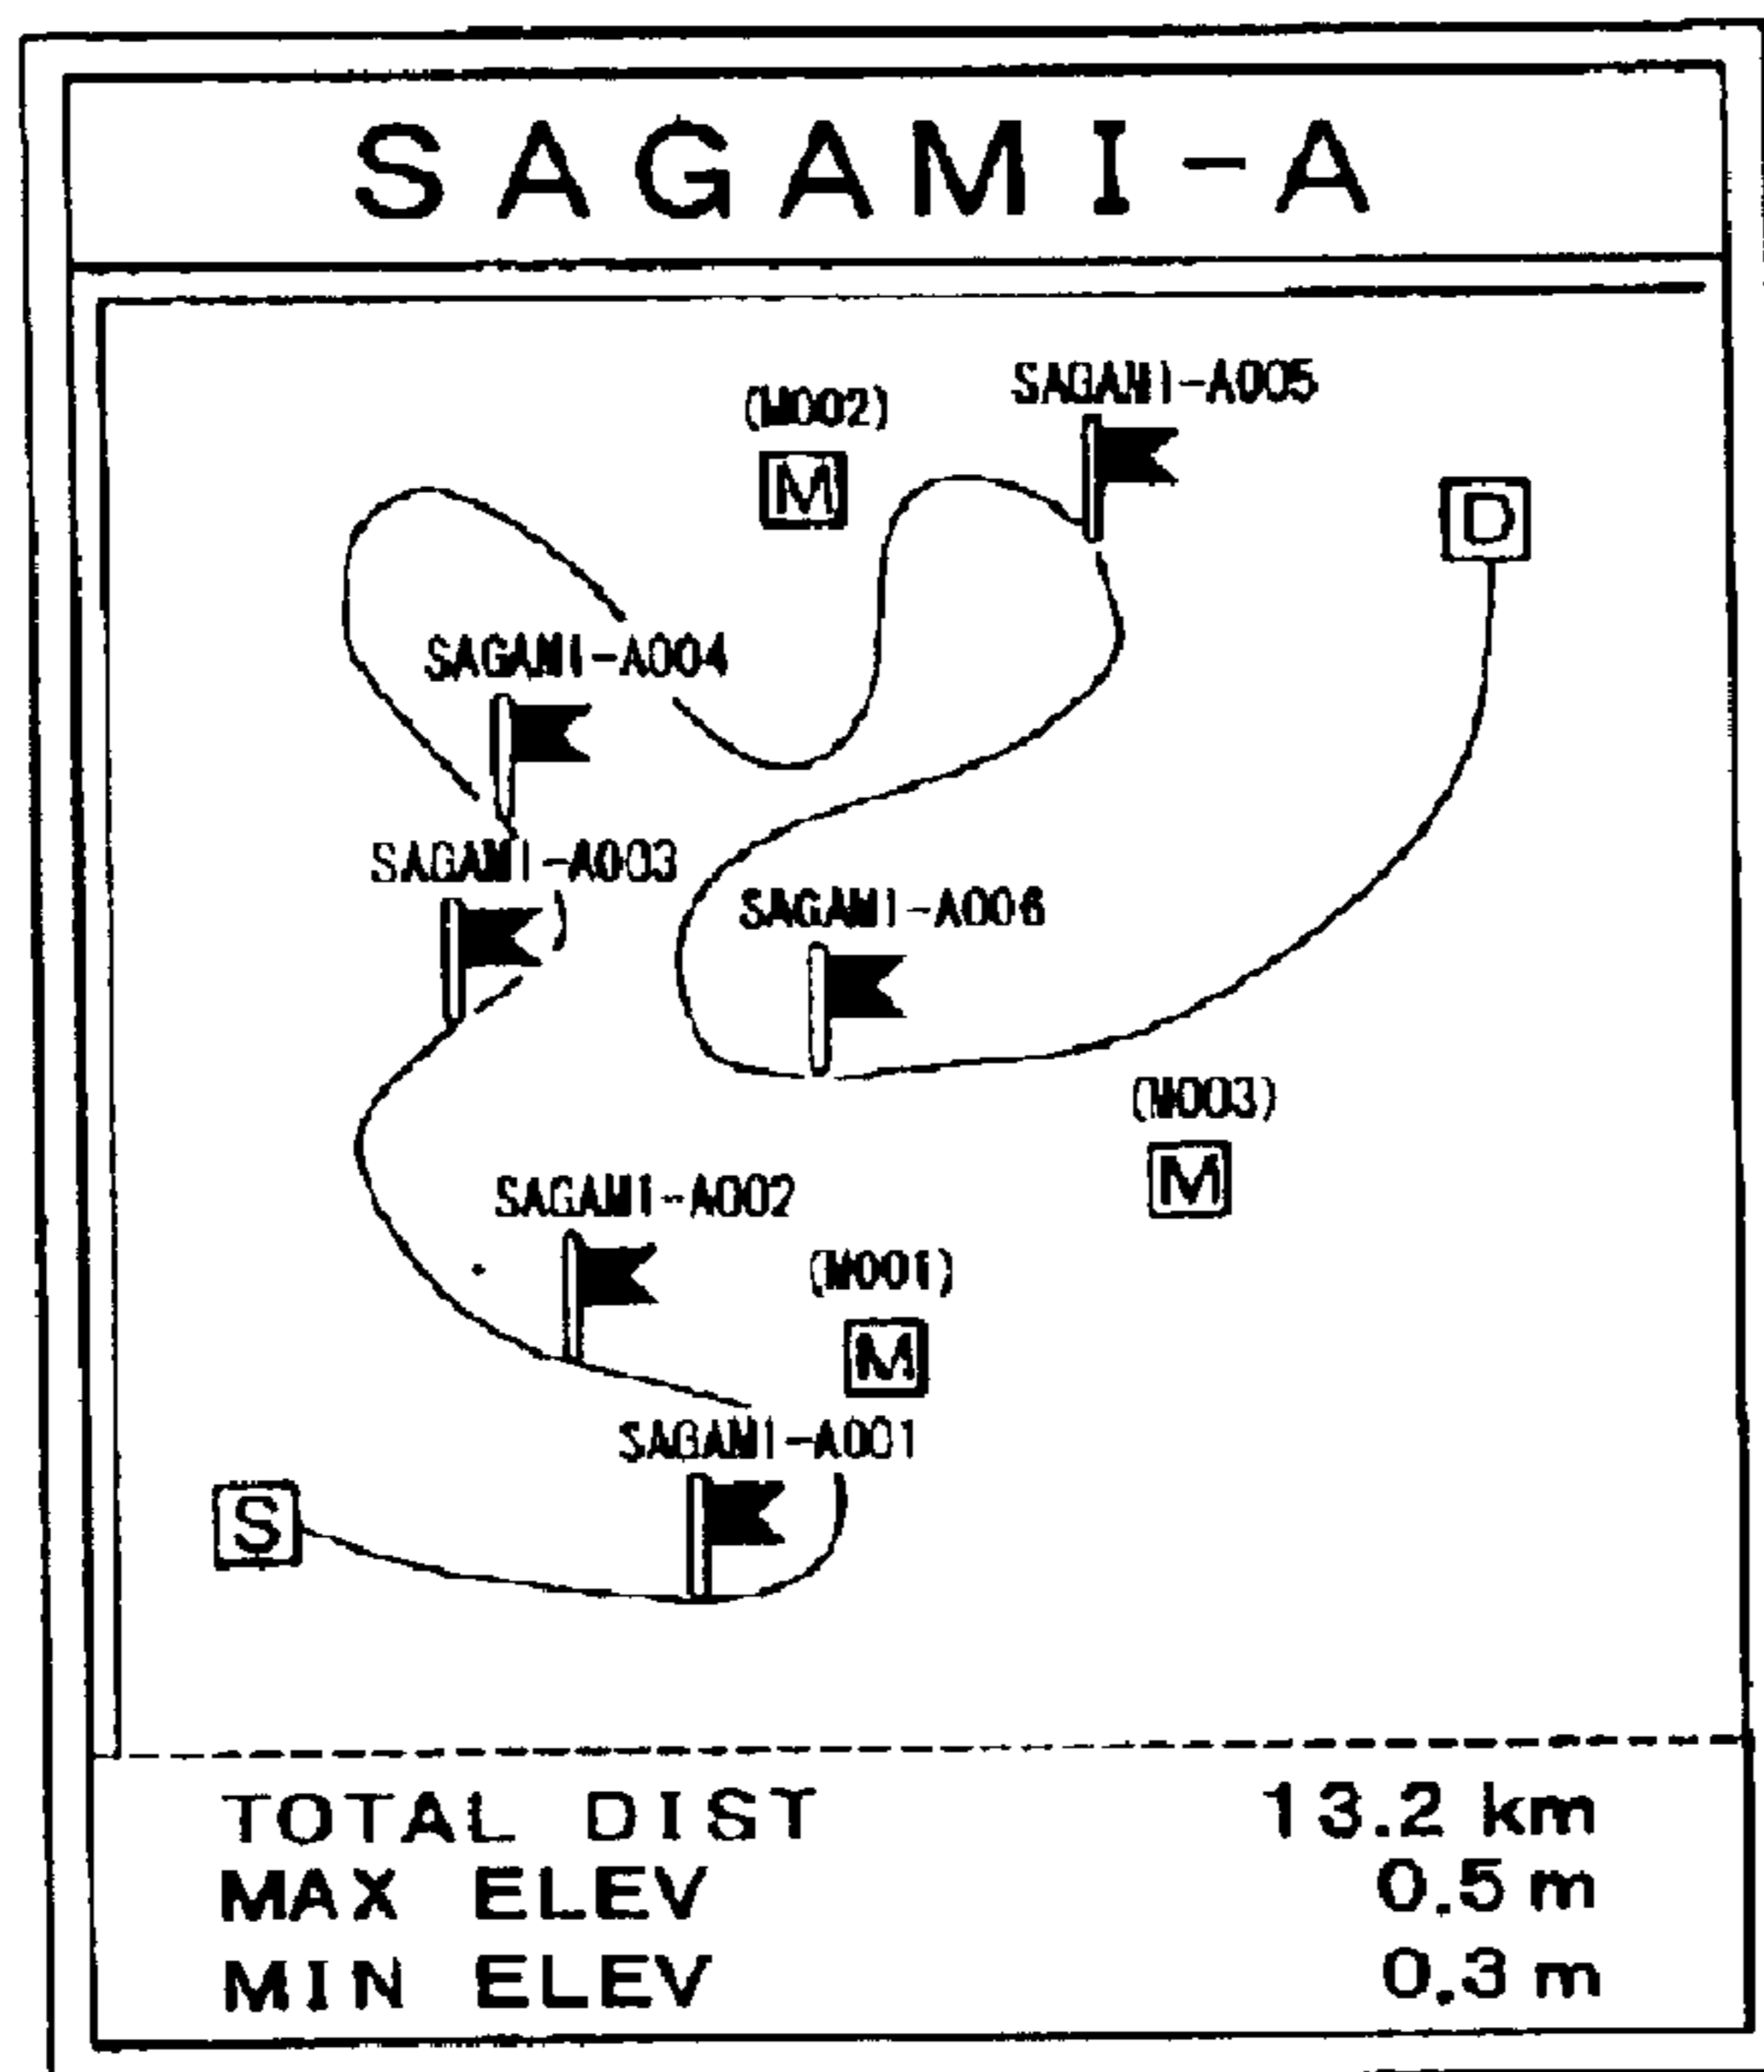 SAGAMI-A
SAGAMI-A005
(M002)
M
D
SAGAMI-A004
SAGAMI-A003
SAGAMI-A006
(M003)
M
SAGAMI-A002
(M001)
M
SAGAMI-A001
S
TOTAL DIST 13.2 km
MAX ELEV 0.5 m
MIN ELEV 0.3 m